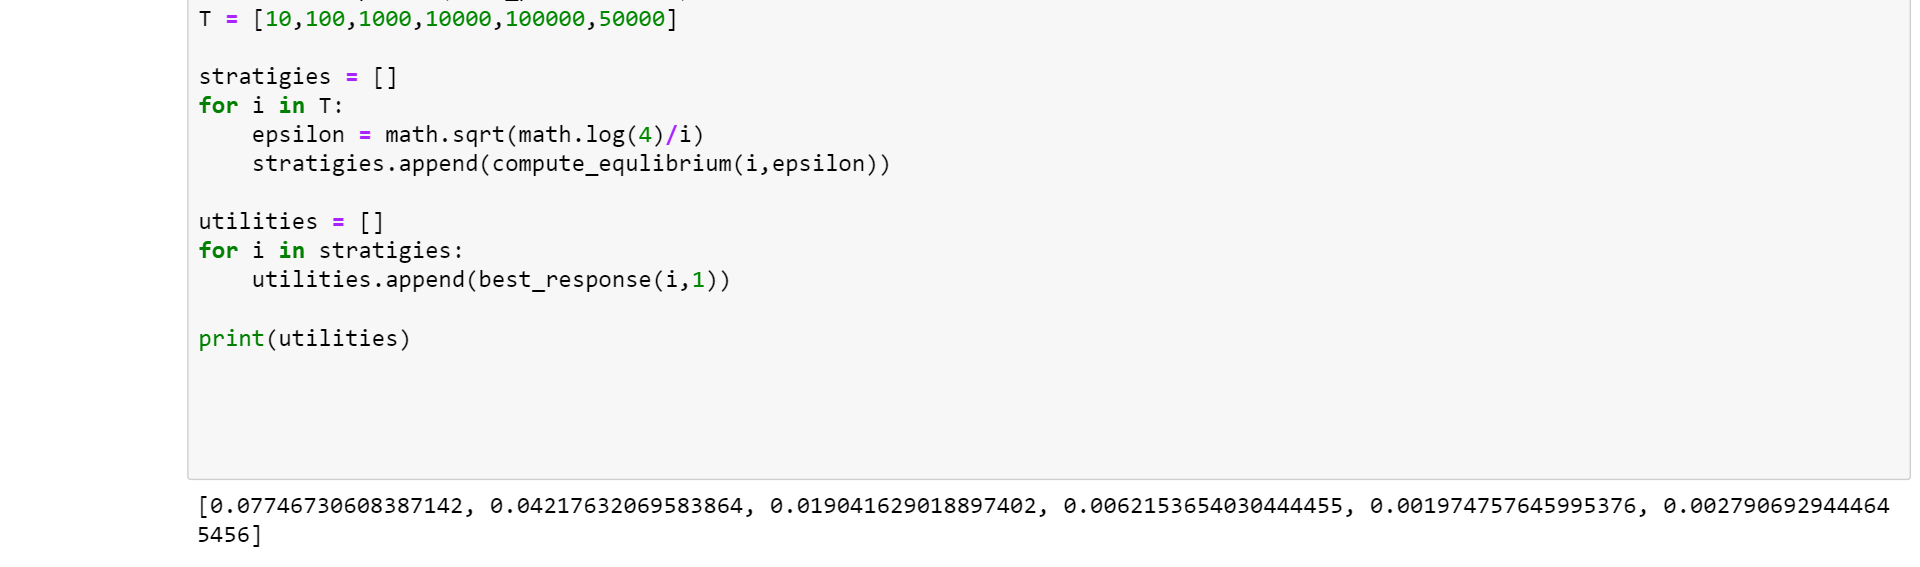 T = [10,100,1000,10000,100000,50000]
stratigies = []
for i in T:
    epsilon = math.sqrt(math.log(4)/i)
    stratigies.append(compute_equlibrium(i,epsilon))
utilities = []
for i in stratigies:
    utilities.append(best_response(i,1))
print(utilities)
[0.07746730608387142, 0.04217632069583864, 0.019041629018897402, 0.0062153654030444455, 0.001974757645995376, 0.002790692944464
5456]